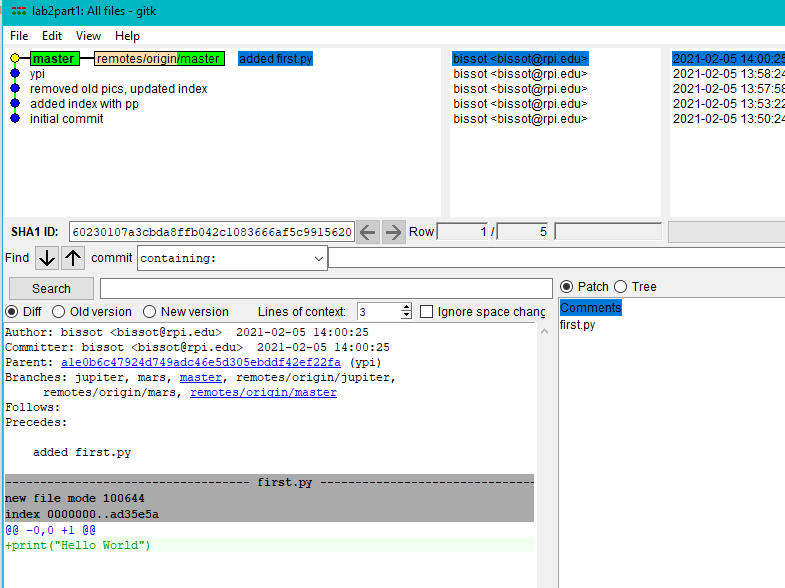 lab2part1: All files - gitk
File Edit View Help
master remotes/origin/master added first.py bissot <bissot@rpi.edu> 2021-02-05 14:00:25
ypi bissot <bissot@rpi.edu> 2021-02-05 13:58:24
removed old pics, updated index bissot <bissot@rpi.edu> 2021-02-05 13:57:58
added index with pp bissot <bissot@rpi.edu> 2021-02-05 13:53:22
initial commit bissot <bissot@rpi.edu> 2021-02-05 13:50:24
SHA1 ID: 60230107a3cbda8ffb042c1083666af5c9915620 Row 1 / 5
Find commit containing:
Search Patch Tree
Diff Old version New version Lines of context: 3 Ignore space chang
Comments
first.py
Author: bissot <bissot@rpi.edu> 2021-02-05 14:00:25
Committer: bissot <bissot@rpi.edu> 2021-02-05 14:00:25
Parent: a1e0b6c47924d749adc46e5d305ebddf42ef22fa (ypi)
Branches: jupiter, mars, master, remotes/origin/jupiter,
remotes/origin/mars, remotes/origin/master
Follows:
Precedes:
added first.py
----------------------------------- first.py -------------------------------
new file mode 100644
index 0000000..ad35e5a
@@ -0,0 +1 @@
+print("Hello World")